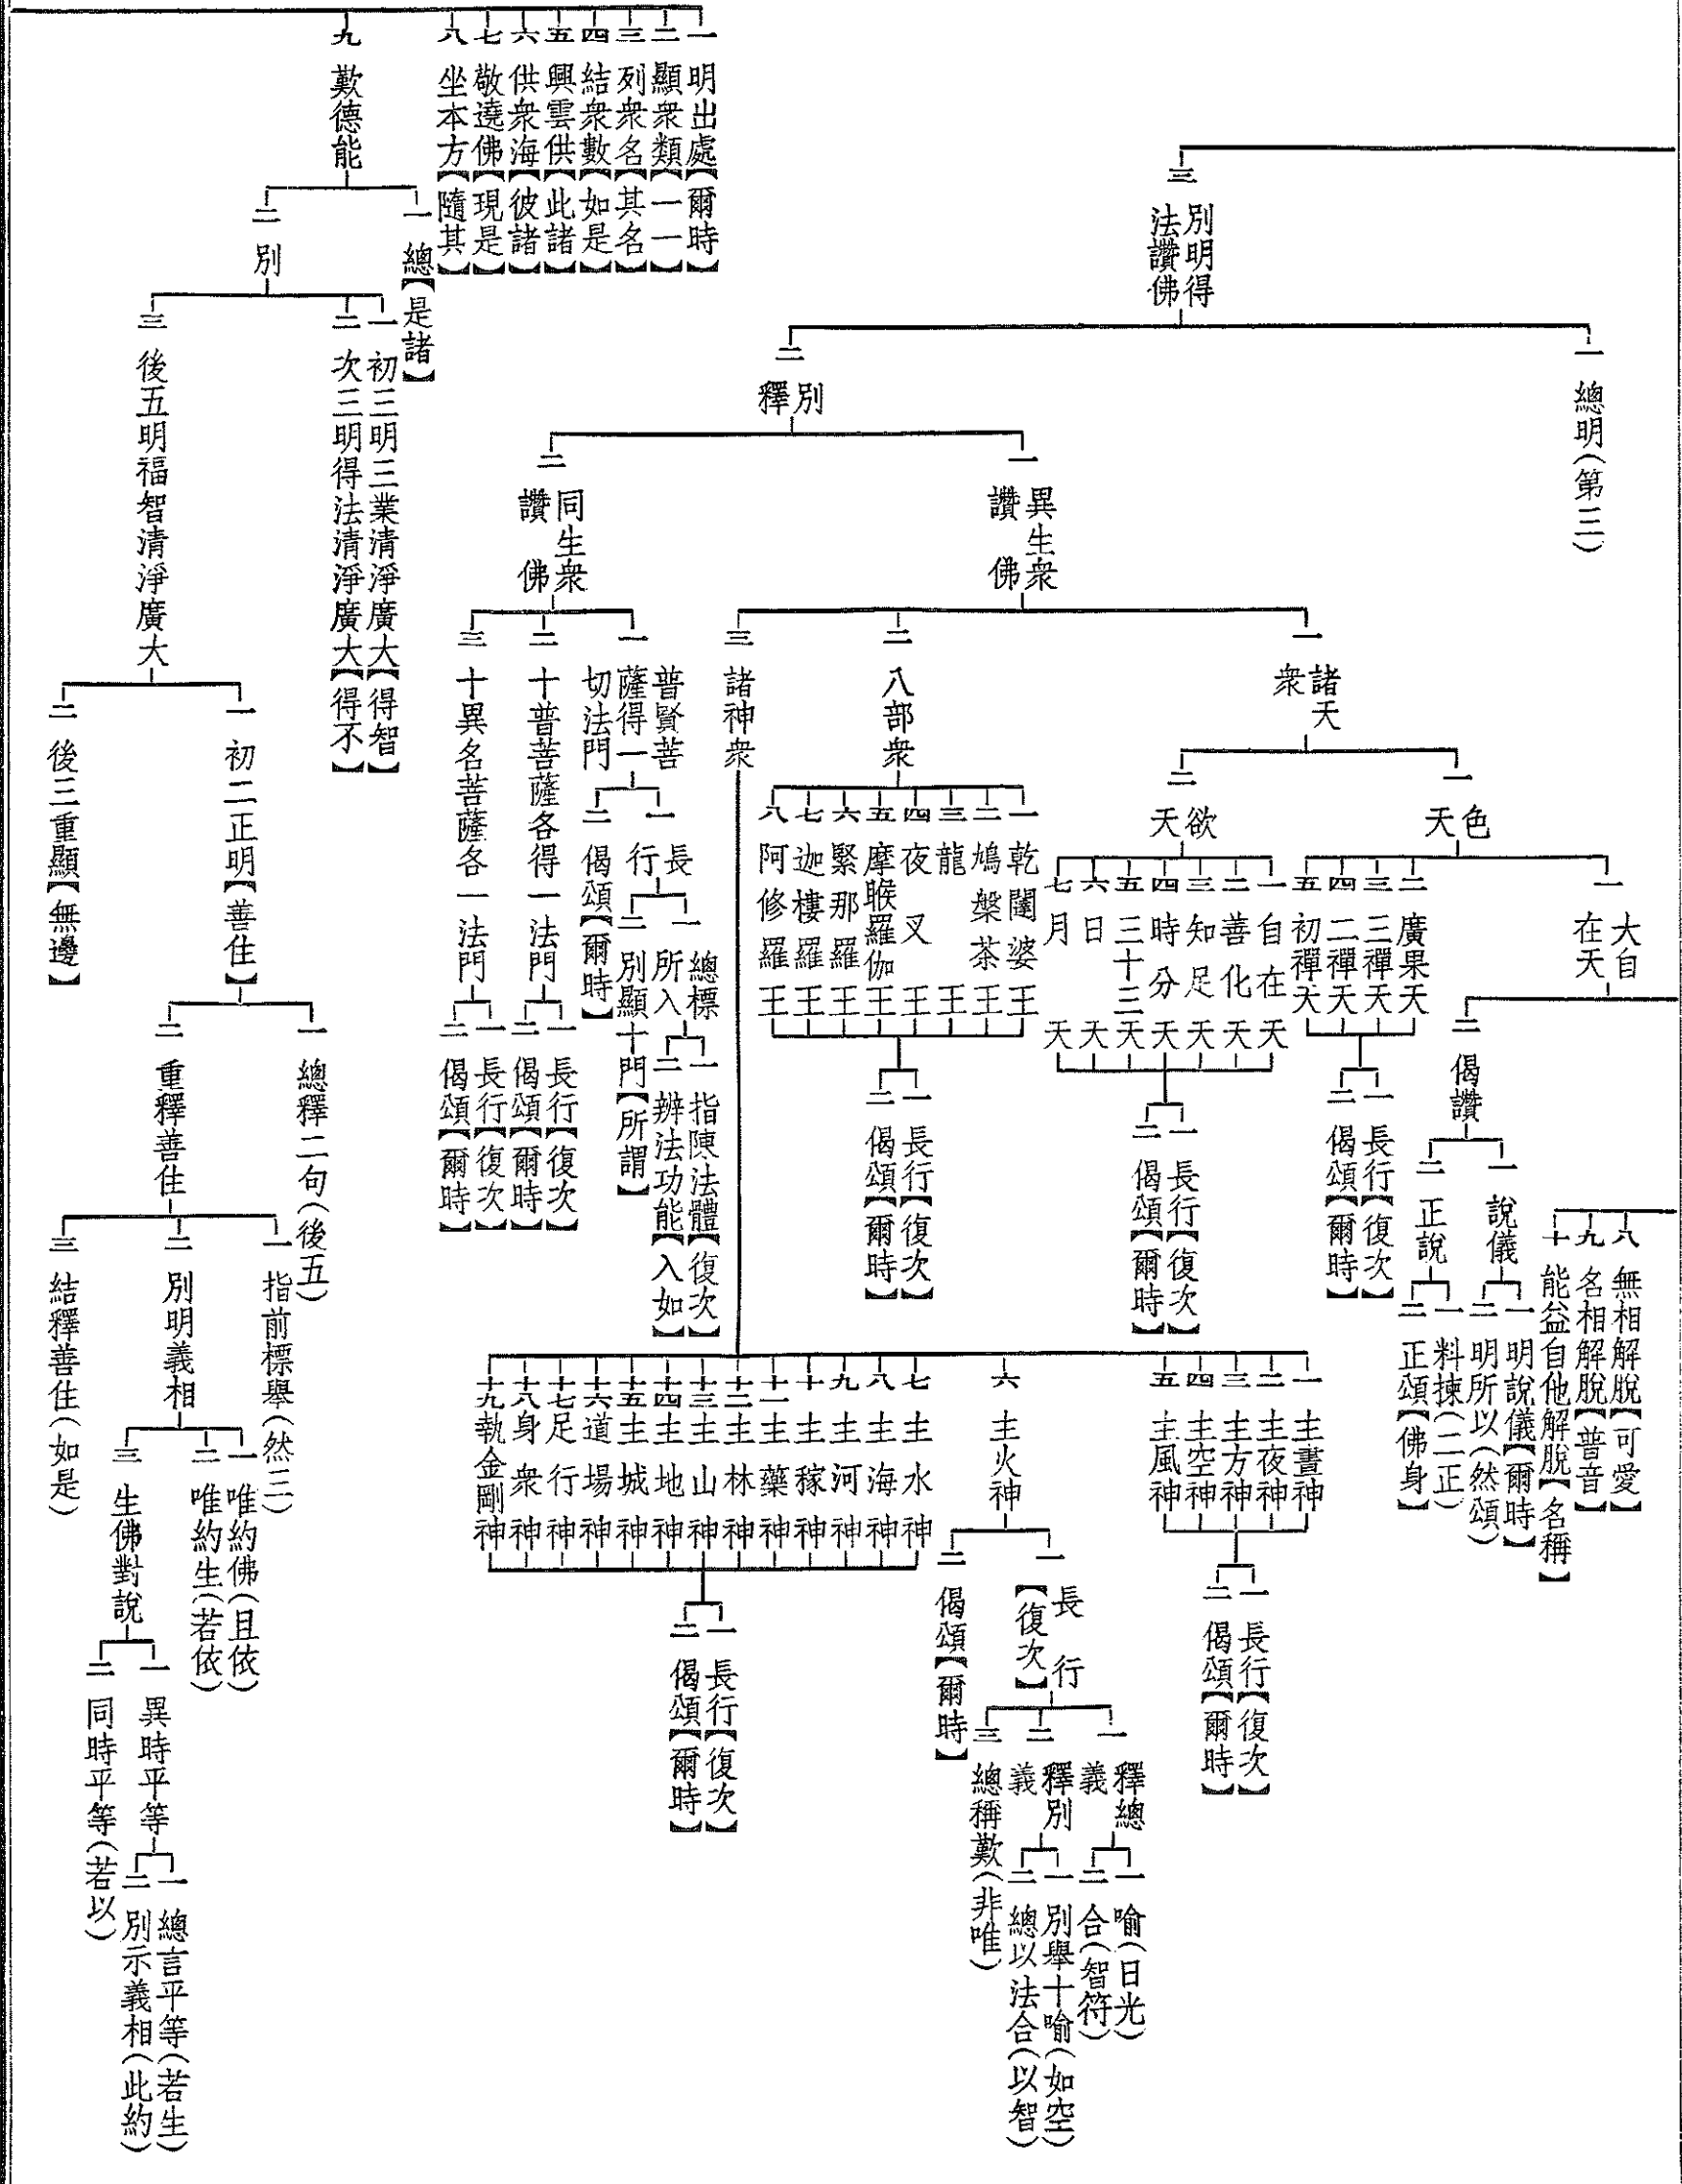 三 別明得法讚佛
一 總明(第三)
二 別釋
一 異生衆讚佛
一 諸天衆
一 色天
一 大自在天
八 無相解脫【可愛】
九 名相解脫【普音】
十 能益自他解脫【名稱】
二 偈讚
一 說儀
一 明說儀【爾時】
二 明所以(然頌)
二 正說
一 料揀(二正)
二 正頌【佛身】
二 廣果天
三 三禪天
四 二禪天
五 初禪天
一 長行【復次】
二 偈頌【爾時】
二 欲天
一 自在天
二 善化天
三 知足天
四 時分天
五 三十三天
六 日天
七 月天
一 長行【復次】
二 偈頌【爾時】
二 八部衆
一 乾闥婆王
二 鳩槃茶王
三 龍王
四 夜叉王
五 摩睺羅伽王
六 緊那羅王
七 迦樓羅王
八 阿修羅王
一 長行【復次】
二 偈頌【爾時】
三 諸神衆
一 主晝神
二 主夜神
三 主方神
四 主空神
五 主風神
一 長行【復次】
二 偈頌【爾時】
六 主火神
一 長行【復次】
一 釋總義
一 喻(日光)
二 合(智符)
二 釋別義
一 別舉十喻(如空)
二 總以法合(以智)
三 總稱歎(非唯)
二 偈頌【爾時】
七 主水神
八 主海神
九 主河神
十 主稼神
十一 主藥神
十二 主林神
十三 主山神
十四 主地神
十五 主城神
十六 道場神
十七 足行神
十八 身衆神
十九 執金剛神
一 長行【復次】
二 偈頌【爾時】
二 同生衆讚佛
一 普賢菩薩得一切法門
一 長行
一 總標所入
一 指陳法體【復次】
二 辨法功能【入如】
二 別顯十門【所謂】
二 偈頌【爾時】
二 十普菩薩各得一法門
一 長行【復次】
二 偈頌【爾時】
三 十異名菩薩各一法門
一 長行【復次】
二 偈頌【爾時】
一 明出處【爾時】
二 顯衆類【一一】
三 列衆名【其名】
四 結衆數【如是】
五 興雲供【此諸】
六 供衆海【彼諸】
七 敬遶佛【現是】
八 坐本方【隨其】
九 歎德能
一 總【是諸】
二 別
一 初三明三業清淨廣大【得智】
二 次三明得法清淨廣大【得不】
三 後五明福智清淨廣大
一 初二正明【善住】
一 總釋二句(後五)
二 重釋善住
一 指前標舉(然三)
二 別明義相
一 唯約佛(且依)
二 唯約生(若依)
三 生佛對說
一 異時平等
一 總言平等(若生)
二 別示義相(此約)
二 同時平等(若以)
三 結釋善住(如是)
二 後三重顯【無邊】